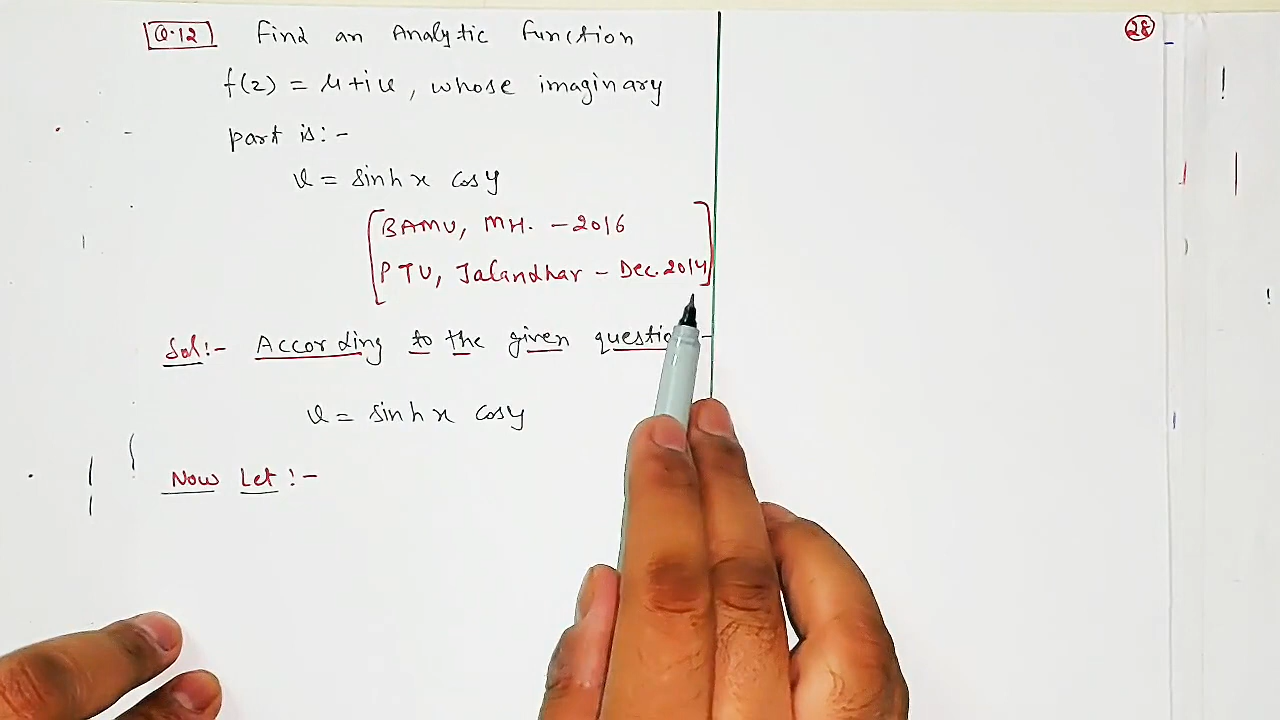 Q.12 Find an Analytic function
28
f(z) = u+iv, whose imaginary
part is:-
v = sinh x cos y
[BAMU, MH. - 2016
PTU, Jalandhar - Dec. 2014]
Sol:- According to the given
v = sinh x cos y
Now Let:-